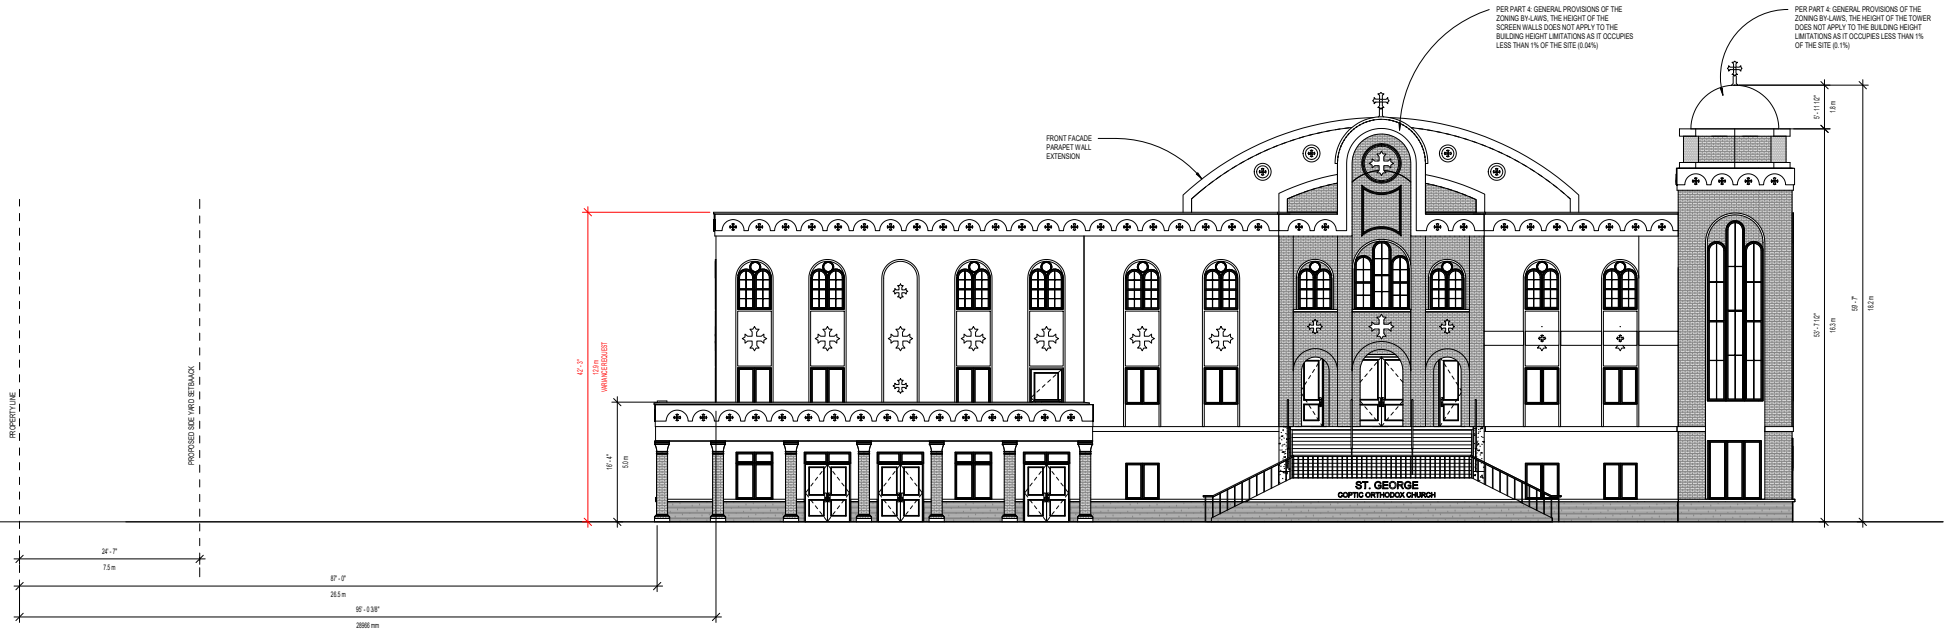 PER PART 4: GENERAL PROVISIONS OF THE
ZONING BY-LAWS, THE HEIGHT OF THE
SCREEN WALLS DOES NOT APPLY TO THE
BUILDING HEIGHT LIMITATIONS AS IT OCCUPIES
LESS THAN 1% OF THE SITE (0.04%)
PER PART 4: GENERAL PROVISIONS OF THE
ZONING BY-LAWS, THE HEIGHT OF THE TOWER
DOES NOT APPLY TO THE BUILDING HEIGHT
LIMITATIONS AS IT OCCUPIES LESS THAN 1%
OF THE SITE (0.1%)
FRONT FACADE
PARAPET WALL
EXTENSION
5' - 11 1/2"
1.8 m
53' - 7 1/2"
16.3 m
59' - 7"
18.2 m
42' - 3"
12.9 m
VARIANCE REQUEST
16' - 4"
5.0 m
PROPERTY LINE
PROPOSED SIDE YARD SETBAACK
ST. GEORGE
COPTIC ORTHODOX CHURCH
24' - 7"
7.5 m
87' - 0"
26.5 m
95' - 0 3/8"
28966 mm